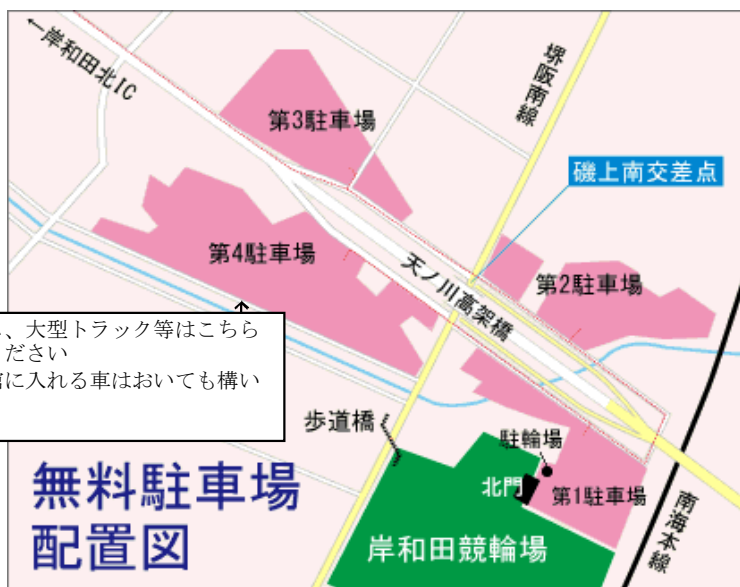 ←岸和田北IC
堺阪南線
第3駐車場
磯上南交差点
第4駐車場
天ノ川高架橋
第2駐車場
↑
、大型トラック等はこちら
ださい
に入れる車はおいても構い
歩道橋
駐輪場
北門
第1駐車場
無料駐車場
配置図
岸和田競輪場
南海本線